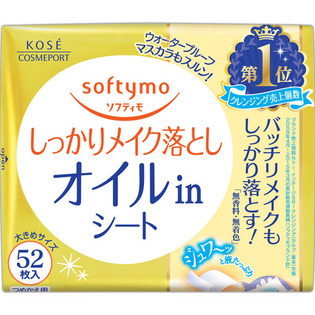 KOSÉ
COSMEPORT
ウォータープルーフ
マスカラもスルン!
第1位
クレンジング売上個数
softymo
ソフティモ
しっかりメイク落とし
オイルin
シート
バッチリメイクも
しっかり落とす!
無香料・無着色
大きめサイズ
52枚入
つめかえ用
ジュワ〜ッと液たっぷり
open